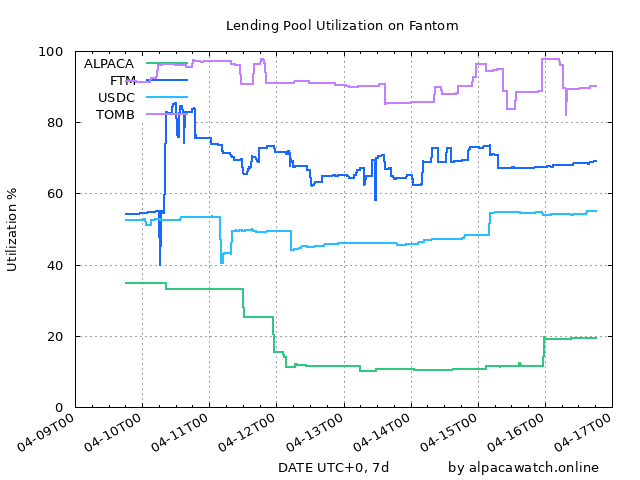 Lending Pool Utilization on Fantom
100
80
60
40
20
0
Utilization %
ALPACA
FTM
USDC
TOMB
04-09T00
04-10T00
04-11T00
04-12T00
04-13T00
04-14T00
04-15T00
04-16T00
04-17T00
DATE UTC+0, 7d
by alpacawatch.online